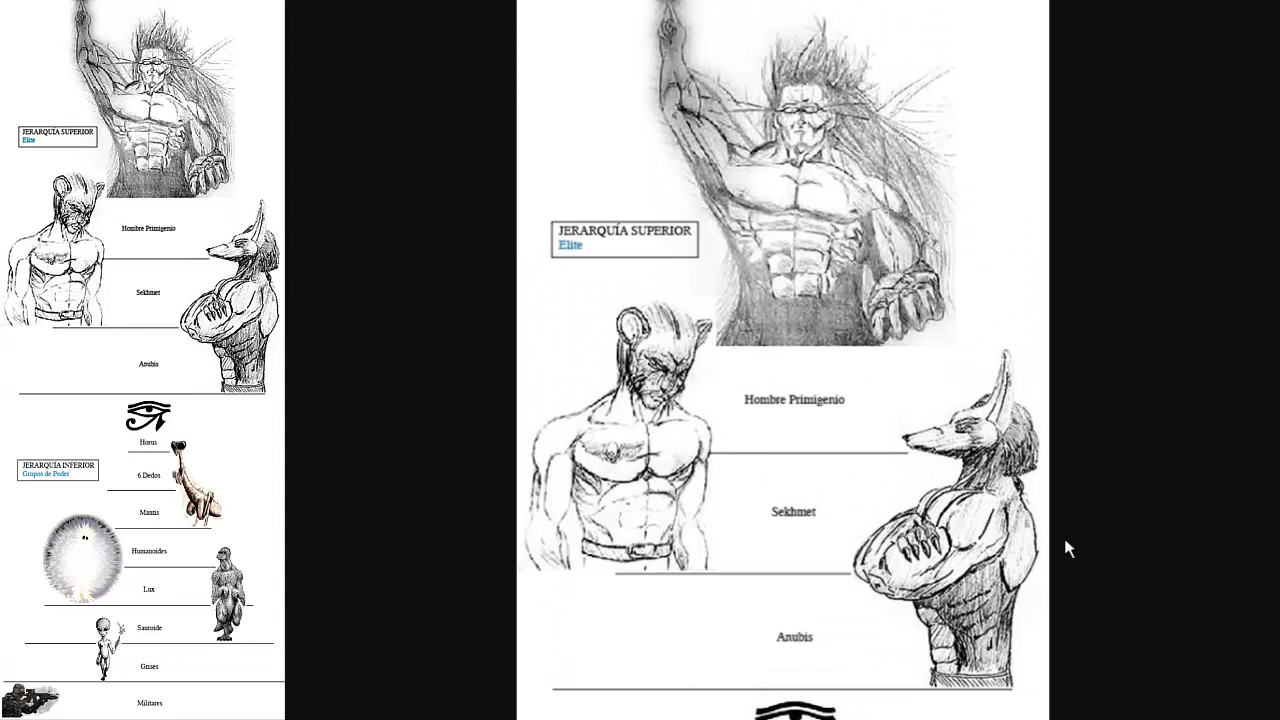 JERARQUÍA SUPERIOR
Elite
Hombre Primigenio
Sekhmet
Anubis
Horus
JERARQUÍA INFERIOR
Grupos de Poder
6 Dedos
Mantis
Humanoides
Lux
Sauroide
Grises
Militares
JERARQUÍA SUPERIOR
Elite
Hombre Primigenio
Sekhmet
Anubis